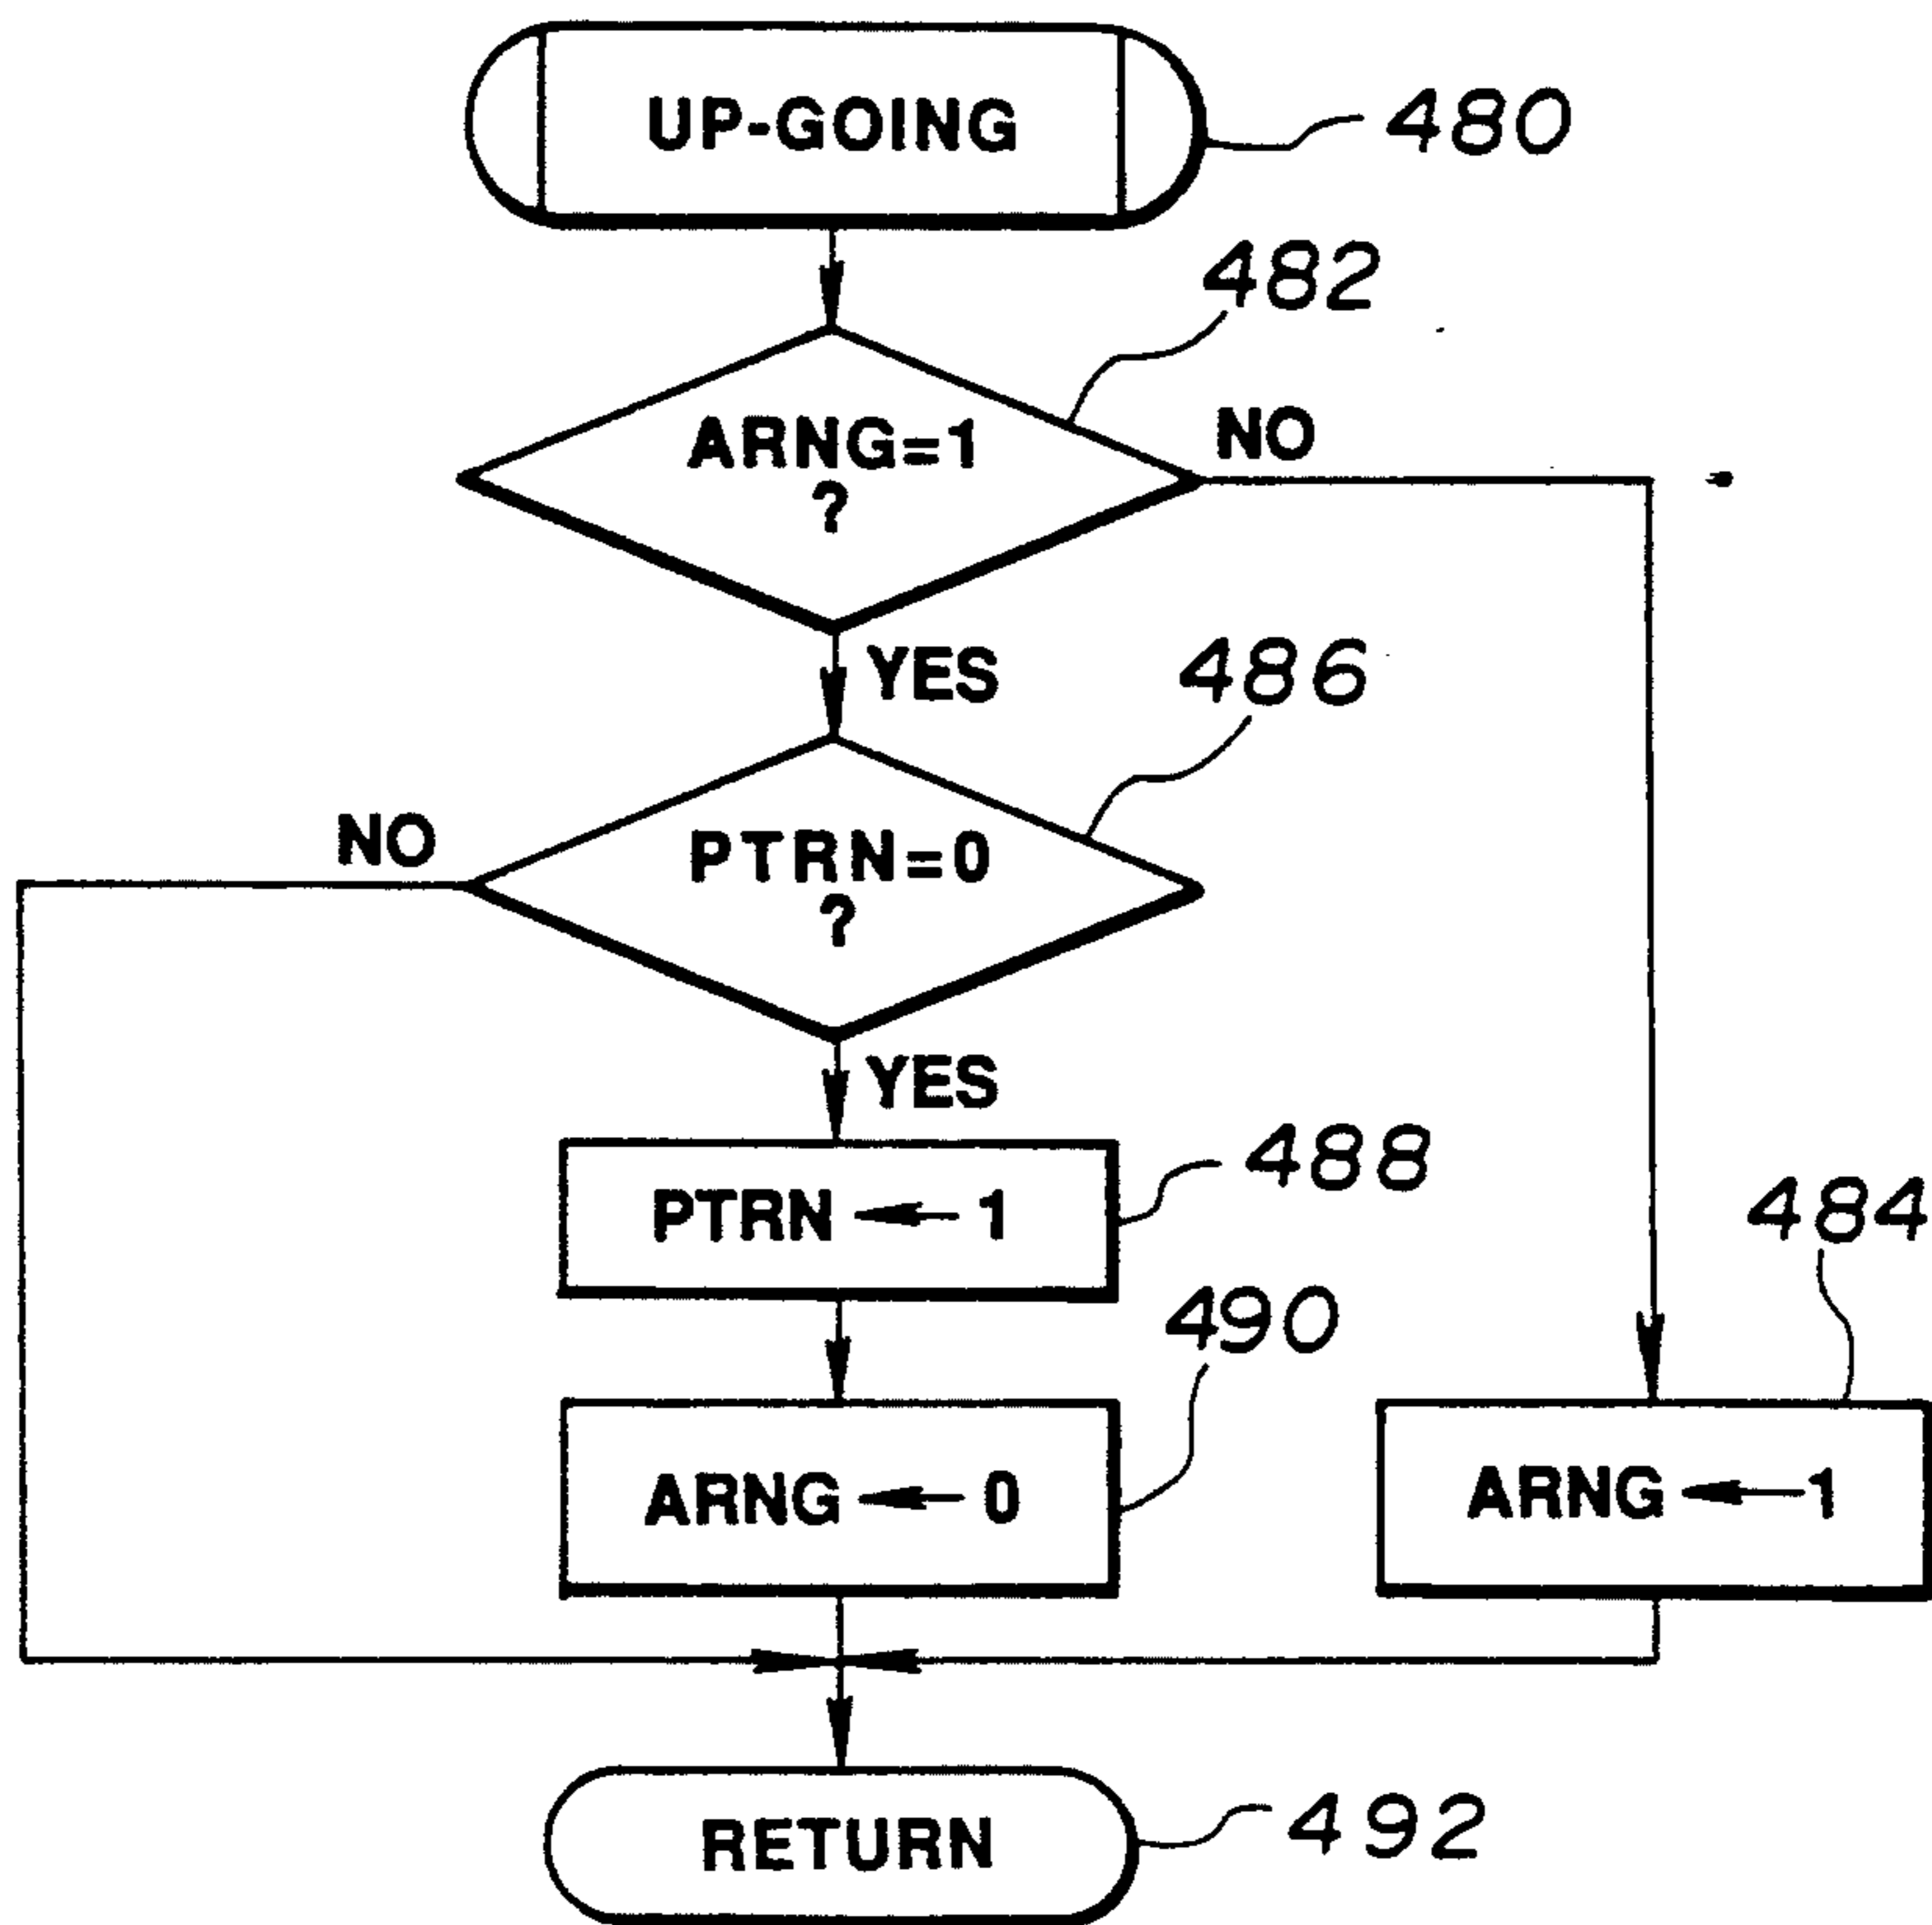 UP-GOING
480
482
ARNG=1
?
NO
YES
486
NO
PTRN=0
?
YES
488
PTRN ← 1
484
490
ARNG ← 0
ARNG ← 1
RETURN
492